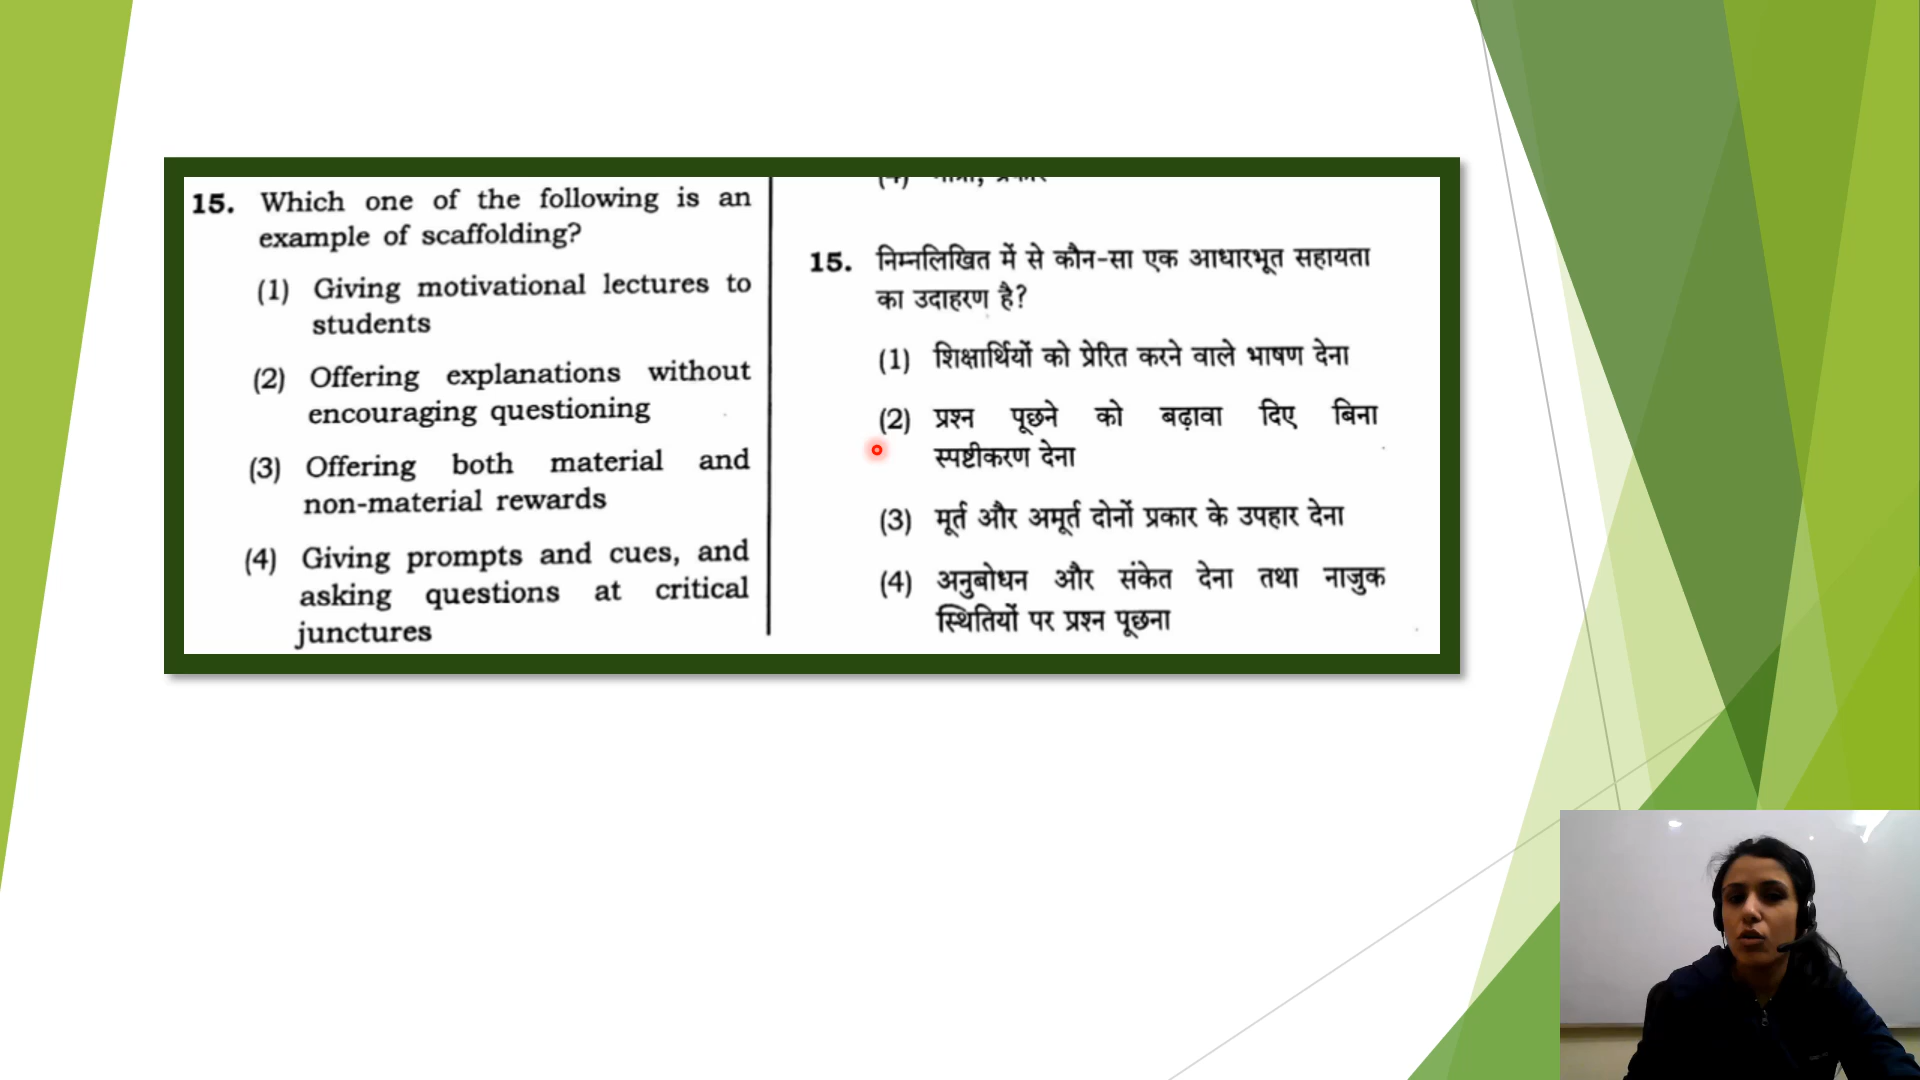 15. Which one of the following is an
example of scaffolding?
(1) Giving motivational lectures to
students
(2) Offering explanations without
encouraging questioning
(3) Offering both material and
non-material rewards
(4) Giving prompts and cues, and
asking questions at critical
junctures
15. निम्नलिखित में से कौन-सा एक आधारभूत सहायता
का उदाहरण है?
(1) शिक्षार्थियों को प्रेरित करने वाले भाषण देना
(2) प्रश्न पूछने को बढ़ावा दिए बिना
स्पष्टीकरण देना
(3) मूर्त और अमूर्त दोनों प्रकार के उपहार देना
(4) अनुबोधन और संकेत देना तथा नाजुक
स्थितियों पर प्रश्न पूछना